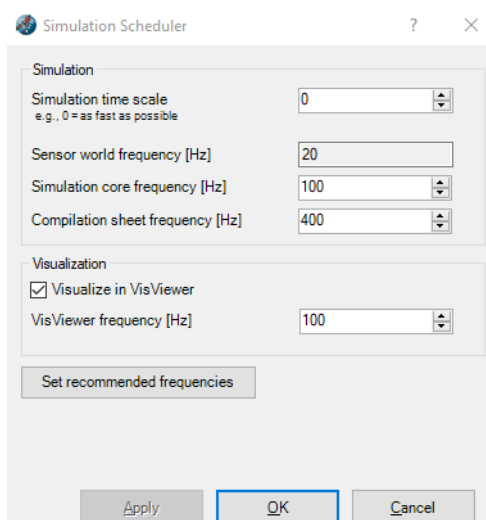 Simulation Scheduler ?
Simulation
Simulation time scale 0
e.g., 0 = as fast as possible
Sensor world frequency [Hz] 20
Simulation core frequency [Hz] 100
Compilation sheet frequency [Hz] 400
Visualization
Visualize in VisViewer
VisViewer frequency [Hz] 100
Set recommended frequencies
Apply OK Cancel